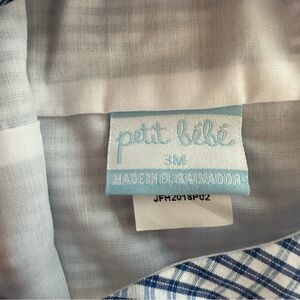 petit bébé
3M
MADE IN EL SALVADOR
JFH2018P02